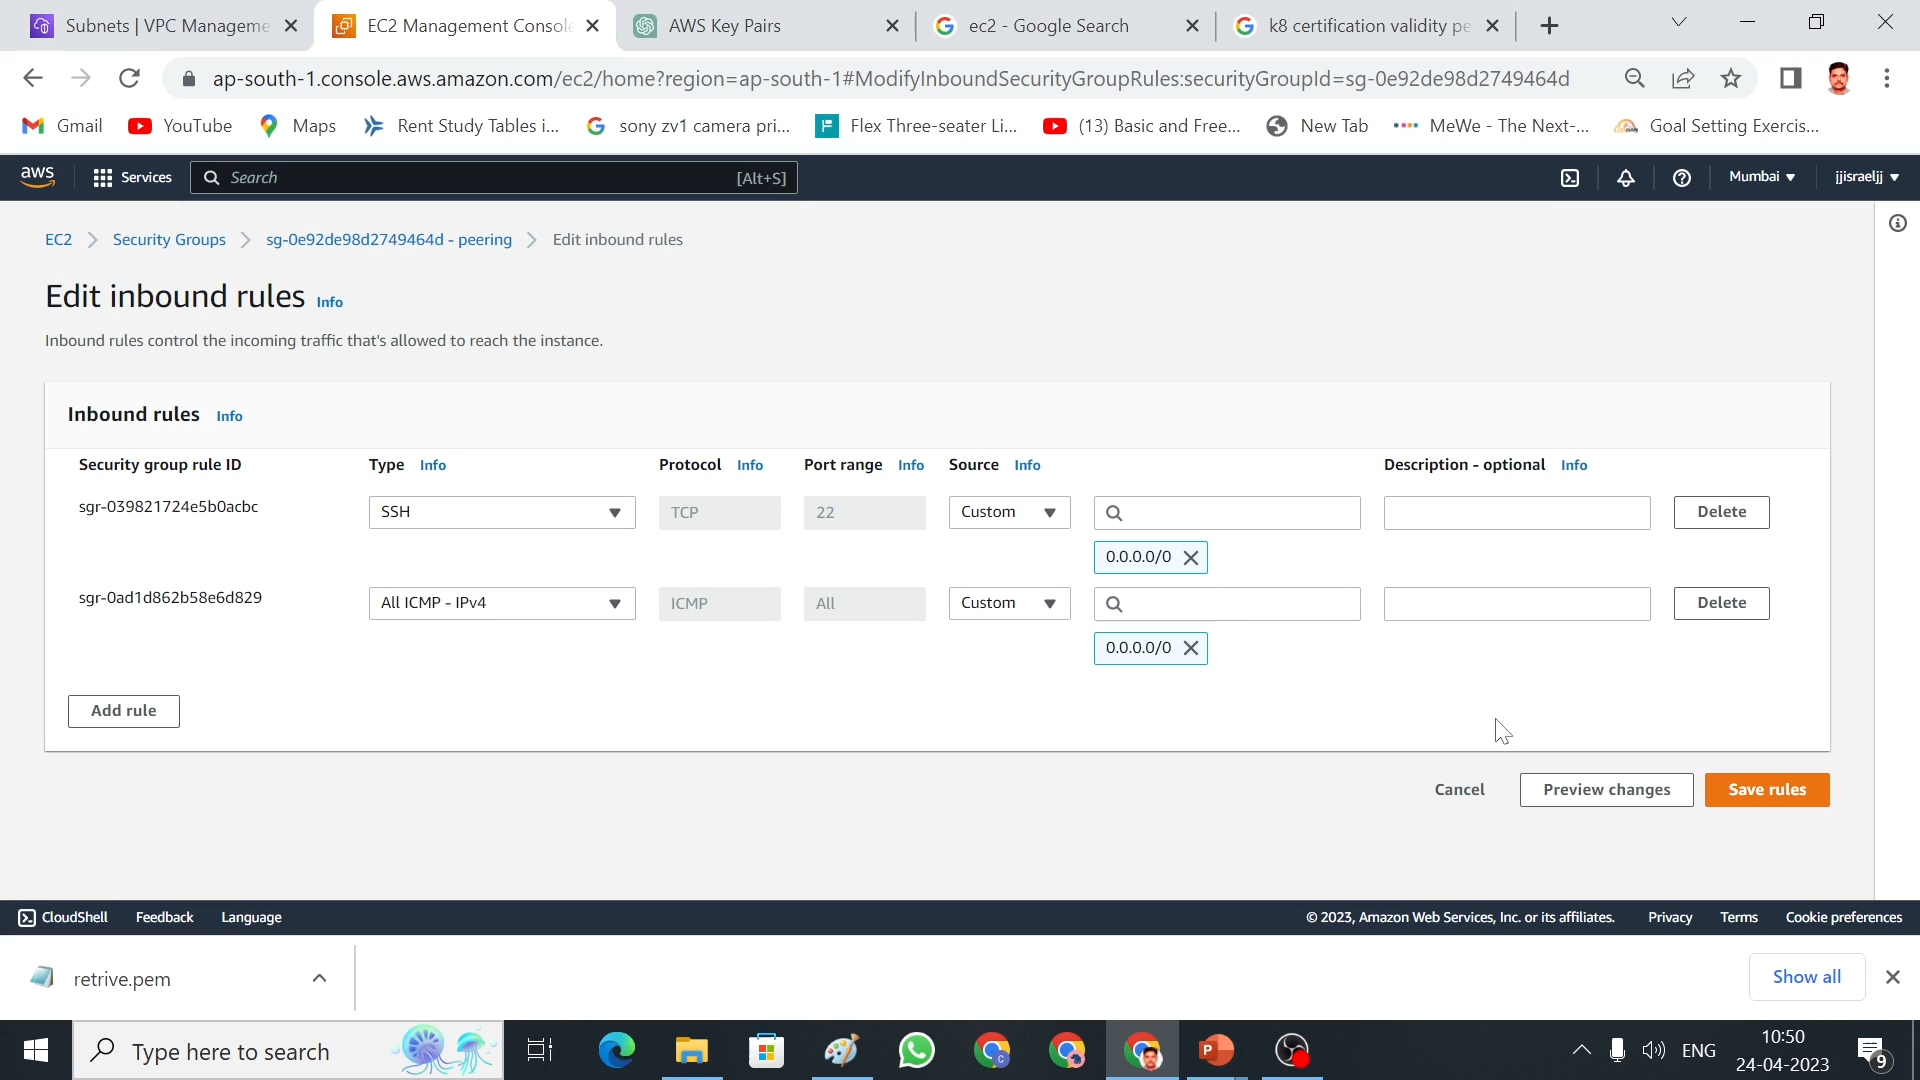 Subnets | VPC Manageme
EC2 Management Console
AWS Key Pairs
ec2 - Google Search
k8 certification validity pe
ap-south-1.console.aws.amazon.com/ec2/home?region=ap-south-1#ModifyInboundSecurityGroupRules:securityGroupId=sg-0e92de98d2749464d
Gmail YouTube Maps Rent Study Tables i... sony zv1 camera pri... Flex Three-seater Li... (13) Basic and Free... New Tab MeWe - The Next-... Goal Setting Exercis...
aws Services Search [Alt+S] Mumbai jjisraeljj
EC2 Security Groups sg-0e92de98d2749464d - peering Edit inbound rules
Edit inbound rules Info
Inbound rules control the incoming traffic that's allowed to reach the instance.
Inbound rules Info
Security group rule ID Type Info Protocol Info Port range Info Source Info Description - optional Info
sgr-039821724e5b0acbc SSH TCP 22 Custom Delete
0.0.0.0/0
sgr-0ad1d862b58e6d829 All ICMP - IPv4 ICMP All Custom Delete
0.0.0.0/0
Add rule
Cancel Preview changes Save rules
CloudShell Feedback Language © 2023, Amazon Web Services, Inc. or its affiliates. Privacy Terms Cookie preferences
retrive.pem Show all
Type here to search ENG 10:50
24-04-2023 9